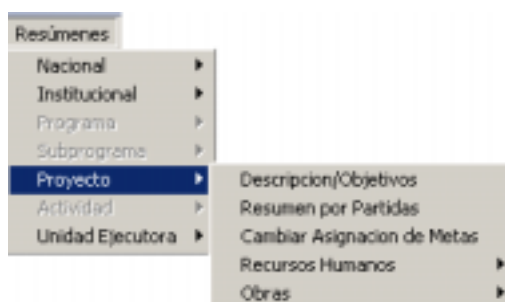 Resúmenes
Nacional
Institucional
Programa
Subprograma
Proyecto
Actividad
Unidad Ejecutora
Descripcion/Objetivos
Resumen por Partidas
Cambiar Asignacion de Metas
Recursos Humanos
Obras